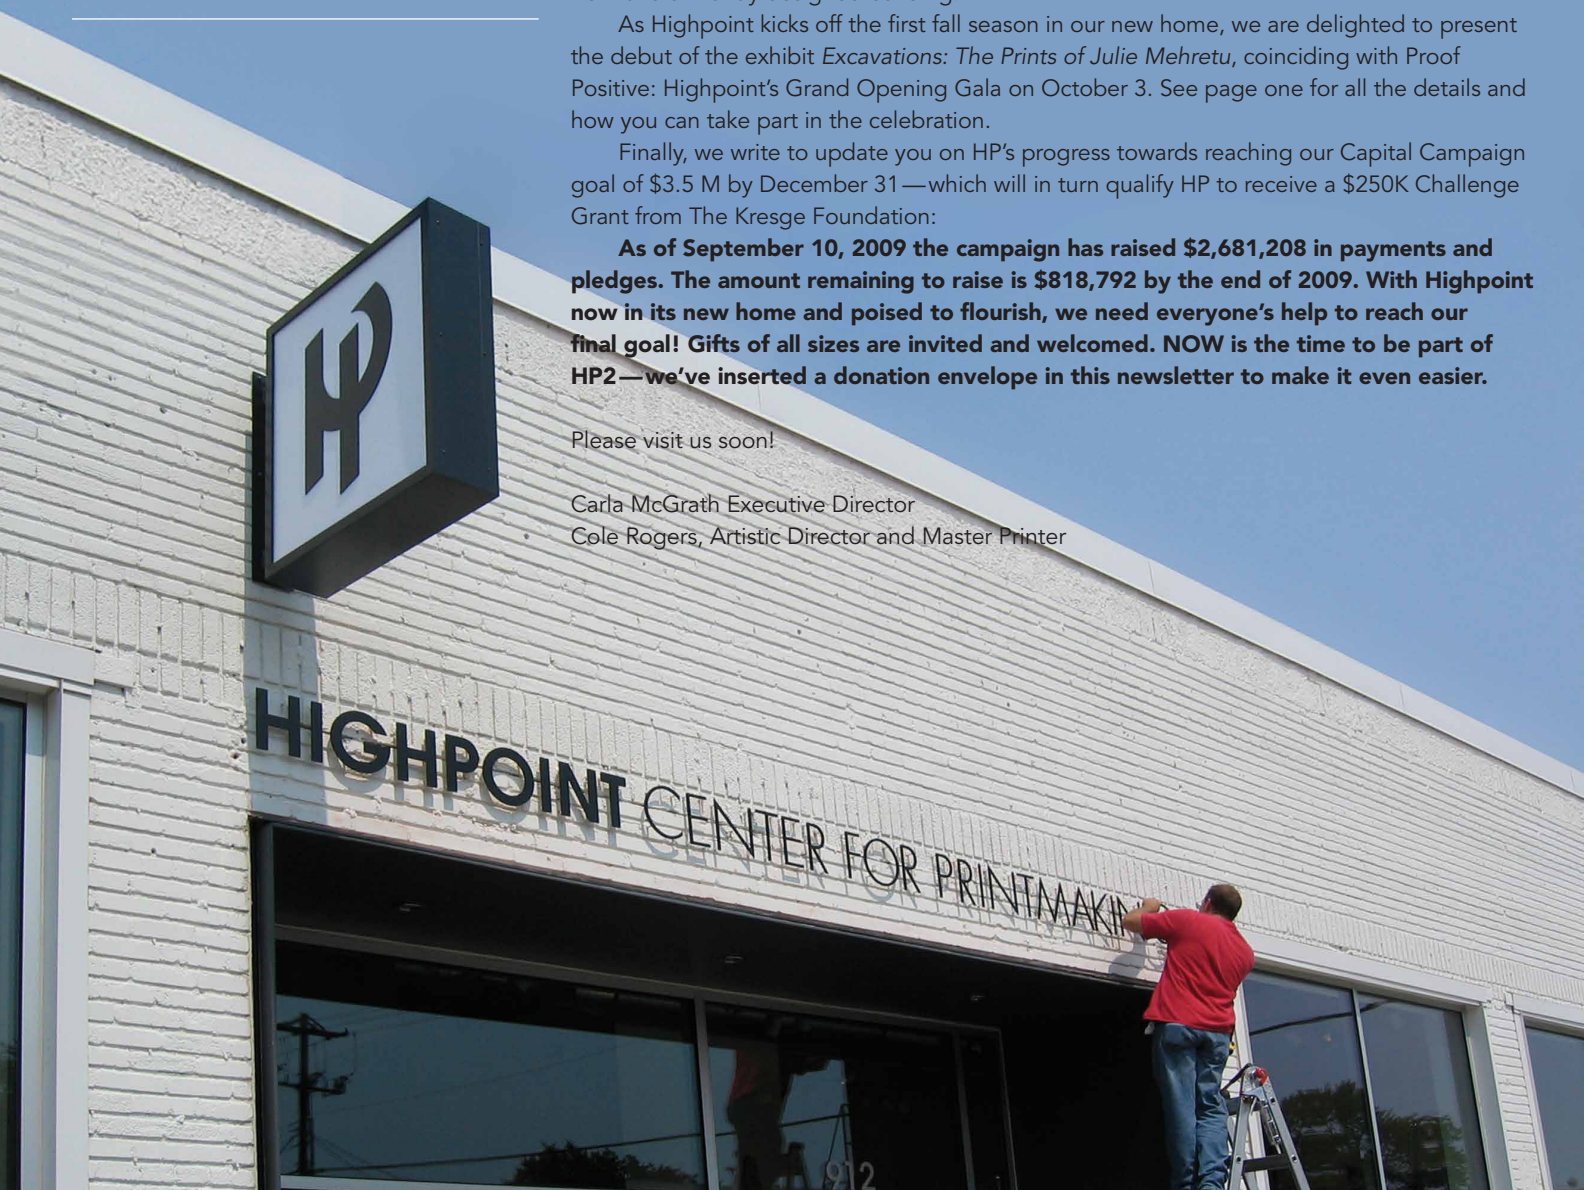 As Highpoint kicks off the first fall season in our new home, we are delighted to present
the debut of the exhibit Excavations: The Prints of Julie Mehretu, coinciding with Proof
Positive: Highpoint’s Grand Opening Gala on October 3. See page one for all the details and
how you can take part in the celebration.
Finally, we write to update you on HP’s progress towards reaching our Capital Campaign
goal of $3.5 M by December 31—which will in turn qualify HP to receive a $250K Challenge
Grant from The Kresge Foundation:
As of September 10, 2009 the campaign has raised $2,681,208 in payments and
pledges. The amount remaining to raise is $818,792 by the end of 2009. With Highpoint
now in its new home and poised to flourish, we need everyone’s help to reach our
final goal! Gifts of all sizes are invited and welcomed. NOW is the time to be part of
HP2—we’ve inserted a donation envelope in this newsletter to make it even easier.
Please visit us soon!
Carla McGrath Executive Director
Cole Rogers, Artistic Director and Master Printer
HP
HIGHPOINT CENTER FOR PRINTMAKIN
912